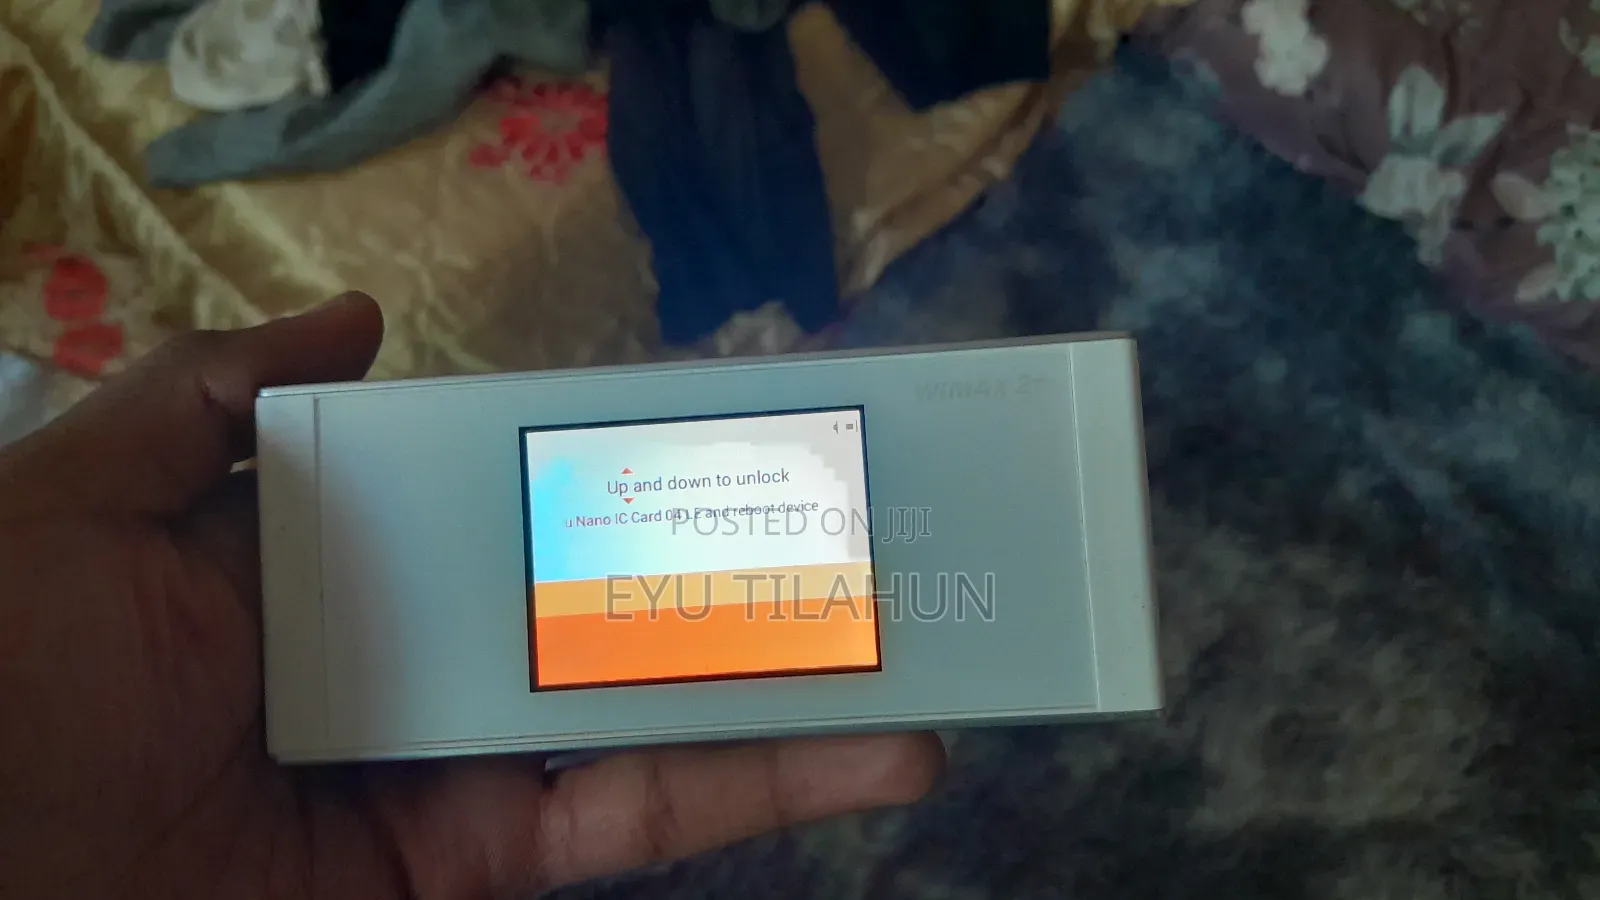 WiMAX 2+
Up and down to unlock
u Nano IC Card 04 LE and reboot device
POSTED ON JIJI
EYU TILAHUN